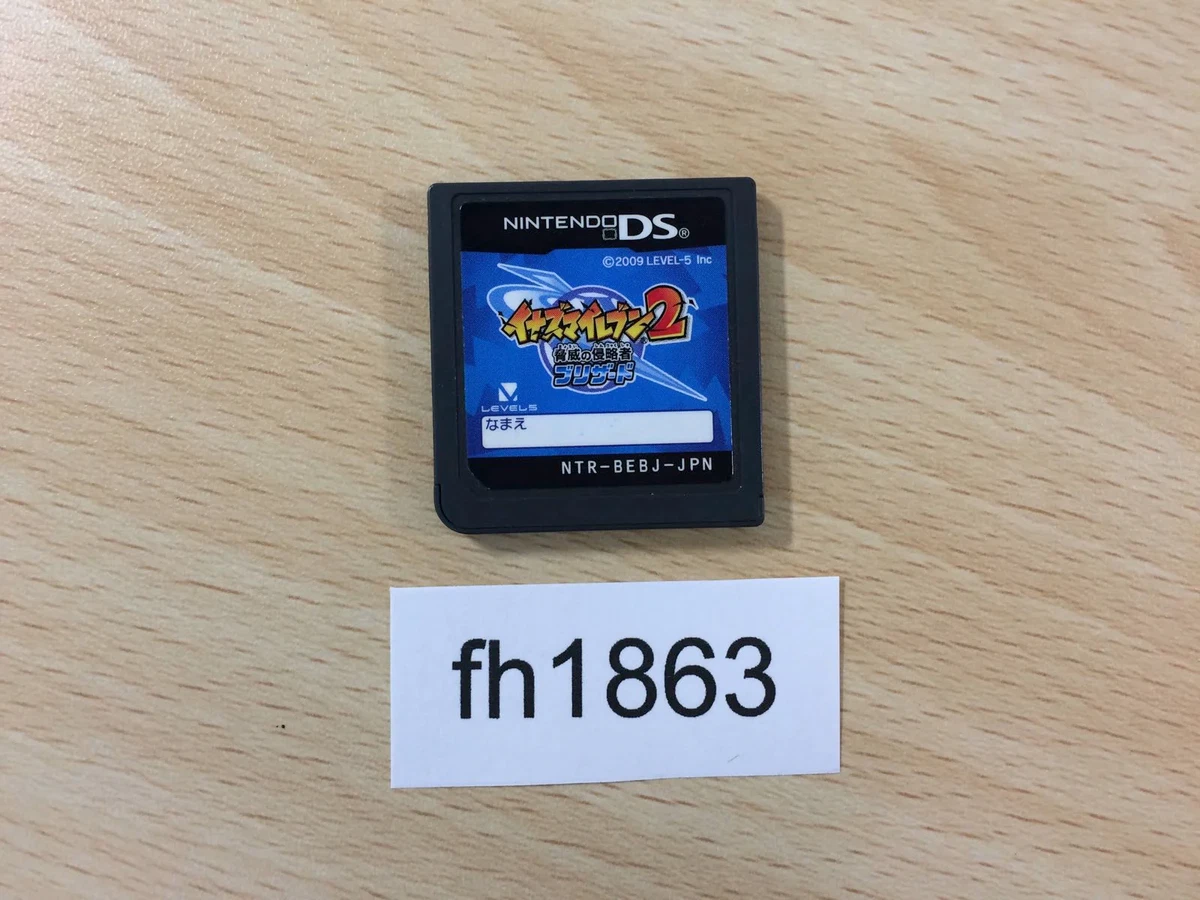 NINTENDO DS®
©2009 LEVEL-5 Inc
イナズマイレブン2
脅威の侵略者
ブリザード
LEVEL5
なまえ
NTR-BEBJ-JPN
fh1863